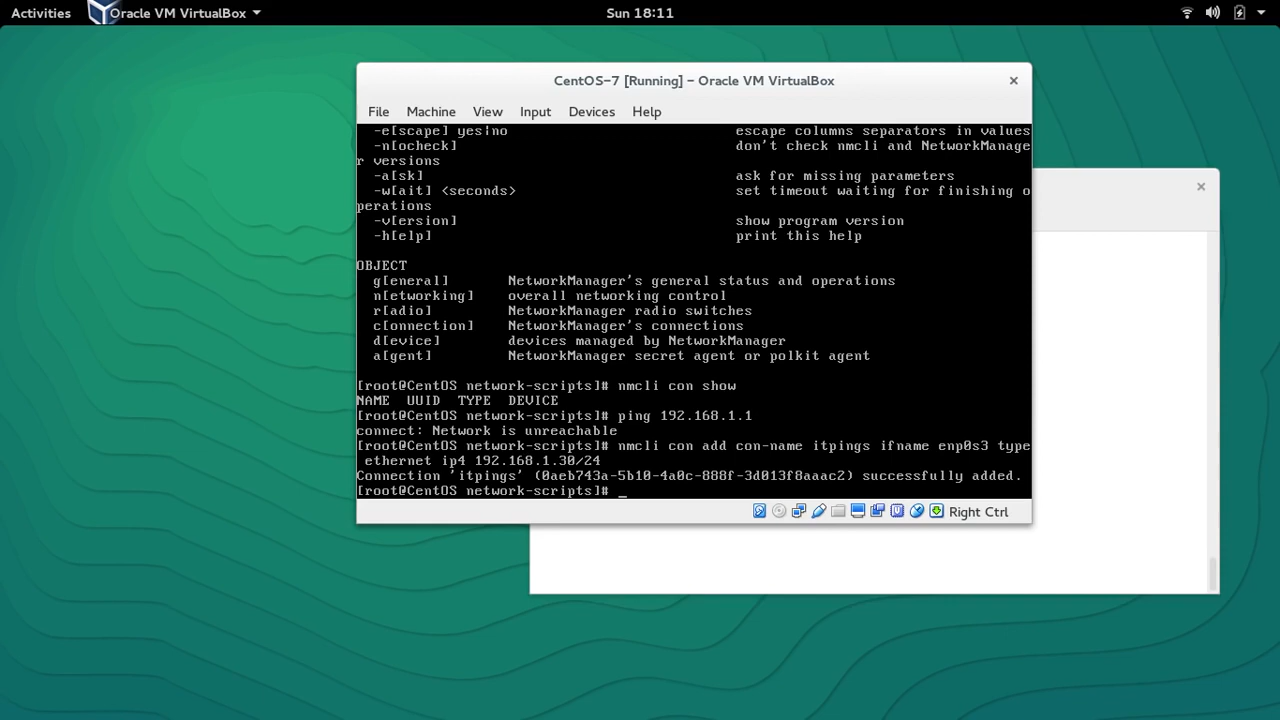 Activities Oracle VM VirtualBox Sun 18:11
CentOS-7 [Running] - Oracle VM VirtualBox
File Machine View Input Devices Help
-e[scape] yes|no escape columns separators in values
-n[ocheck] don't check nmcli and NetworkManage
r versions
-a[sk] ask for missing parameters
-w[ait] <seconds> set timeout waiting for finishing o
perations
-v[ersion] show program version
-h[elp] print this help
OBJECT
g[eneral] NetworkManager's general status and operations
n[etworking] overall networking control
r[adio] NetworkManager radio switches
c[onnection] NetworkManager's connections
d[evice] devices managed by NetworkManager
a[gent] NetworkManager secret agent or polkit agent
[root@CentOS network-scripts]# nmcli con show
NAME UUID TYPE DEVICE
[root@CentOS network-scripts]# ping 192.168.1.1
connect: Network is unreachable
[root@CentOS network-scripts]# nmcli con add con-name itpings ifname enp0s3 type
ethernet ip4 192.168.1.30/24
Connection 'itpings' (0aeb743a-5b10-4a0c-888f-3d013f8aaac2) successfully added.
[root@CentOS network-scripts]# _
Right Ctrl